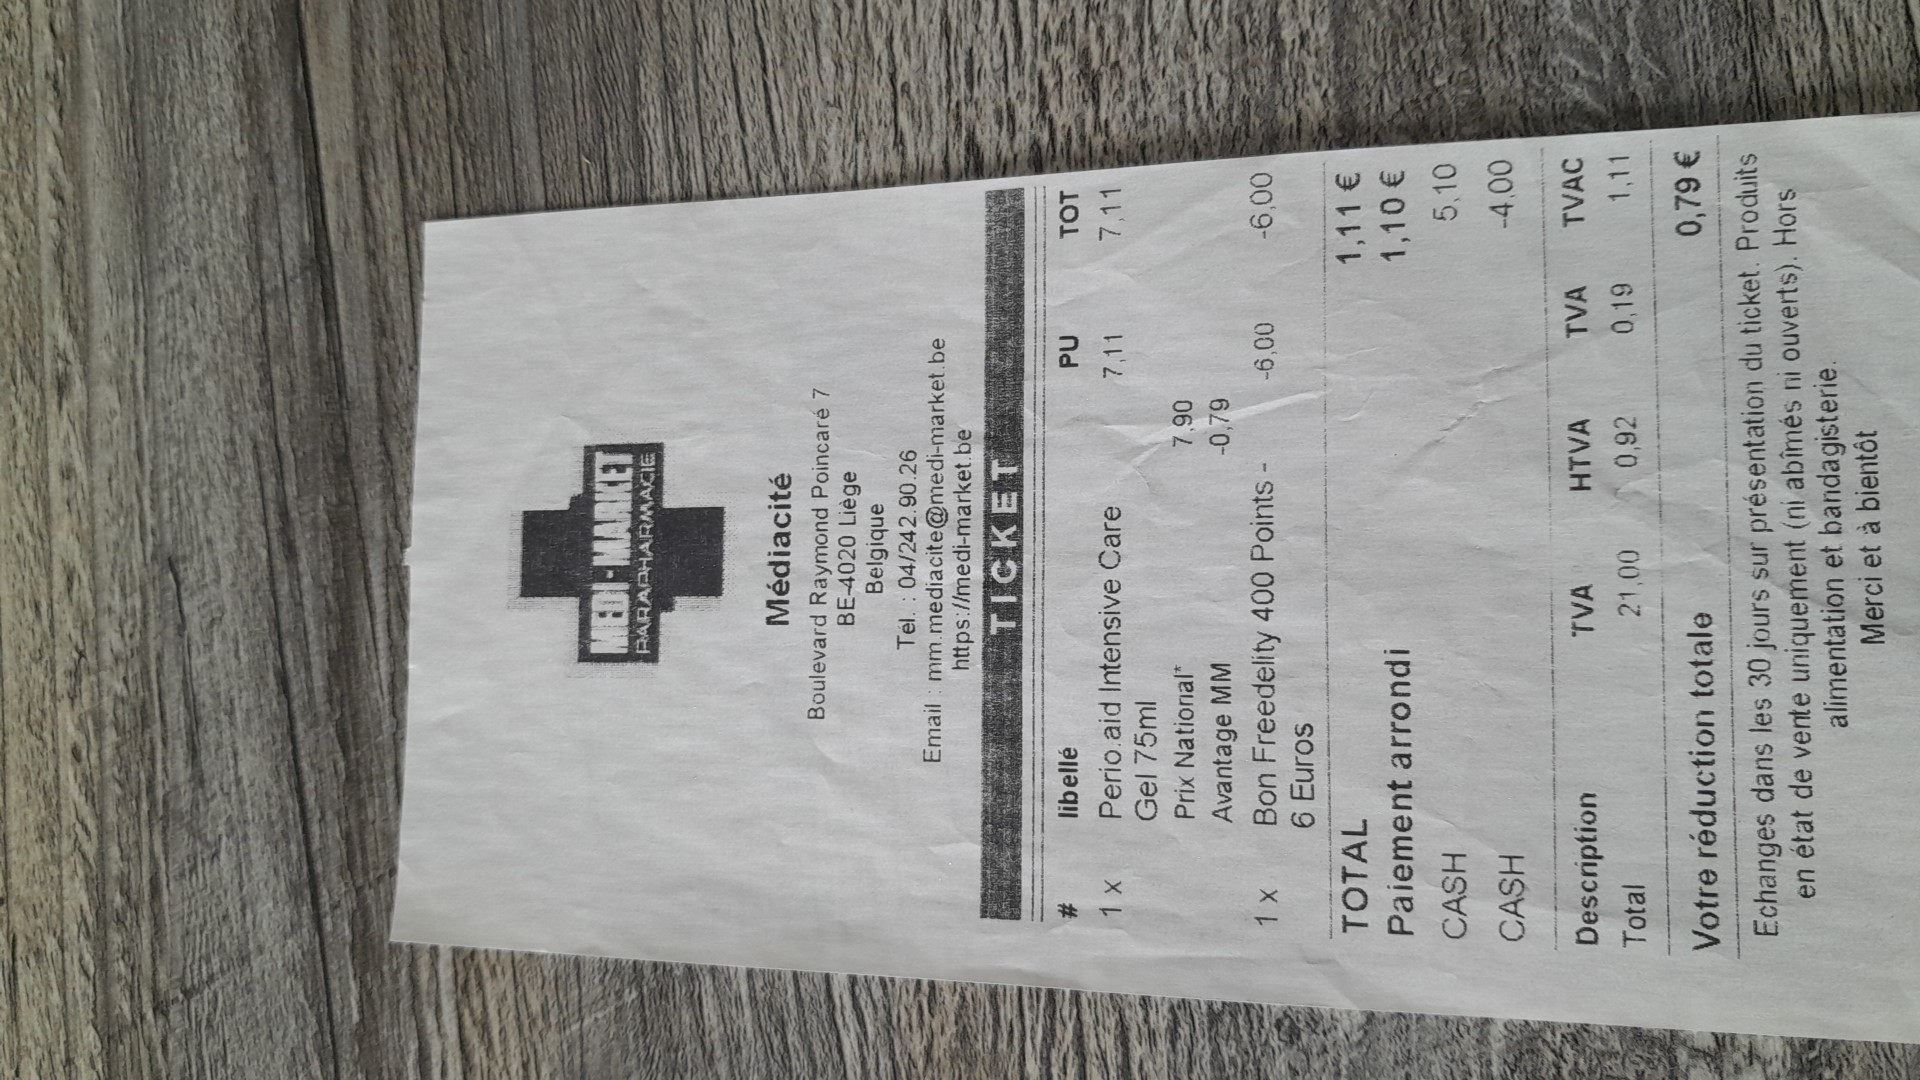 MEDI-MARKET
PARAPHARMACIE
Médiacité
Boulevard Raymond Poincaré 7
BE-4020 Liège
Belgique
Tel. : 04/242.90.26
Email : mm.mediacite@medi-market.be
https://medi-market.be
TICKET
# libellé PU TOT
1 x Perio.aid Intensive Care 7,11 7,11
Gel 75ml
Prix National* 7,90
Avantage MM -0,79
1 x Bon Freedelity 400 Points - -6,00 -6,00
6 Euros
TOTAL 1,11 €
Paiement arrondi 1,10 €
CASH 5,10
CASH -4,00
Description TVA HTVA TVA TVAC
Total 21,00 0,92 0,19 1,11
Votre réduction totale 0,79 €
Echanges dans les 30 jours sur présentation du ticket. Produits
en état de vente uniquement (ni abîmés ni ouverts). Hors
alimentation et bandagisterie.
Merci et à bientôt